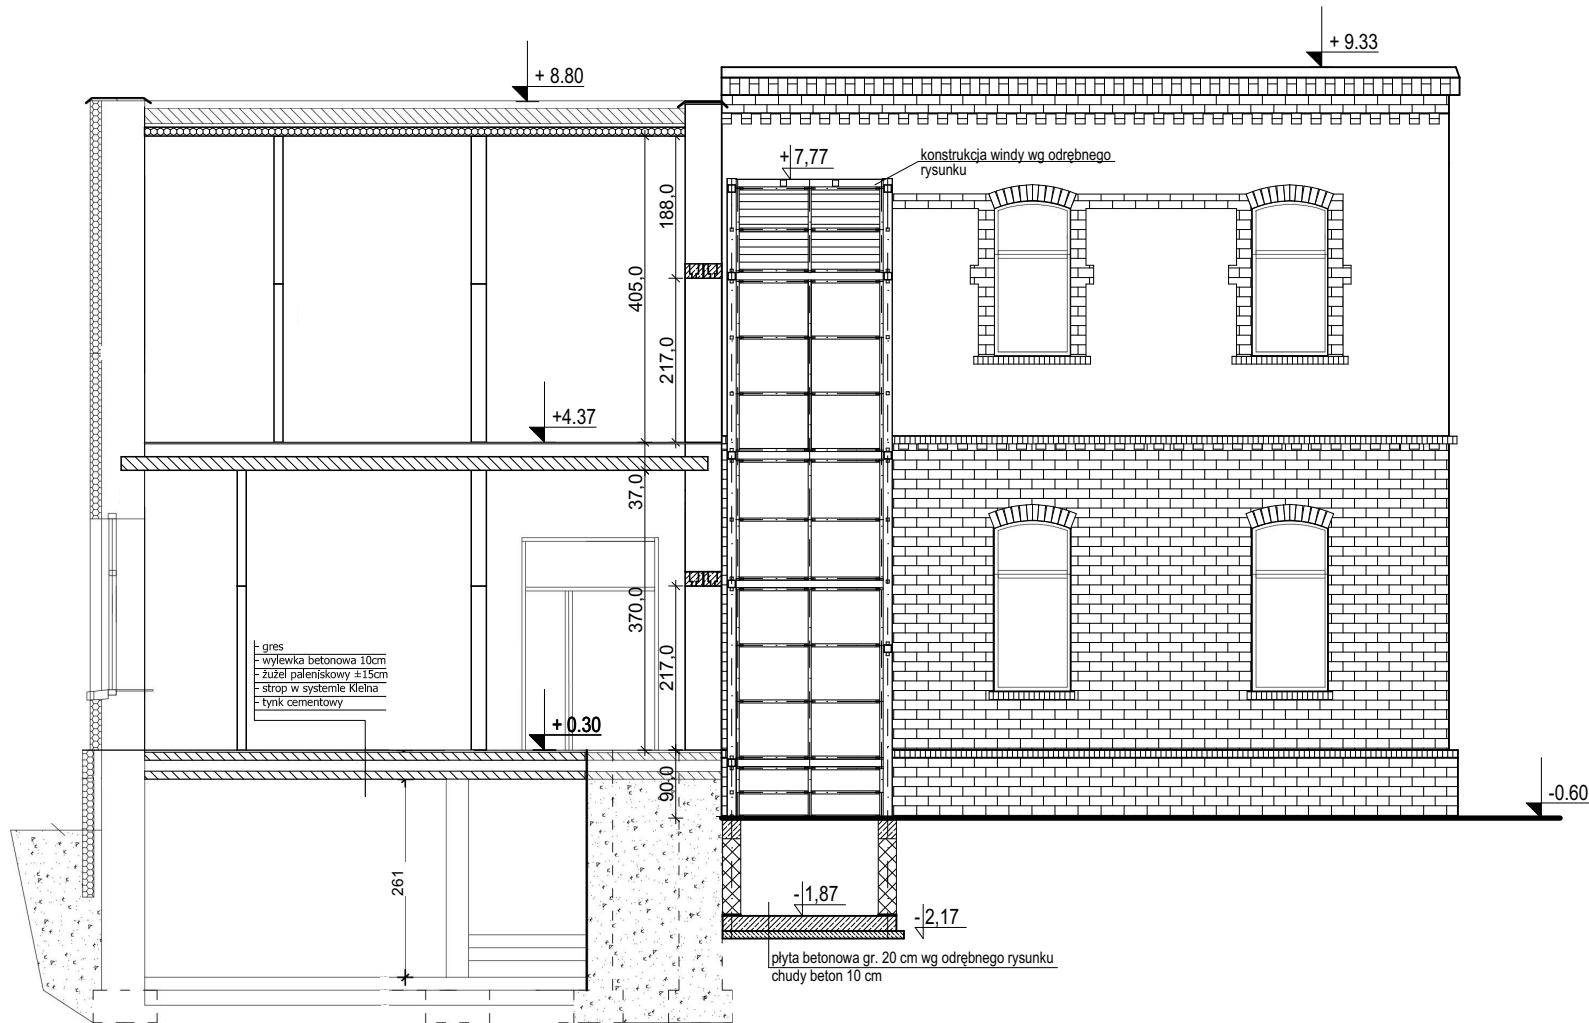 + 9.33
+ 8.80
+ 7,77
konstrukcja windy wg odrębnego
rysunku
188,0
405,0
217,0
+4.37
37,0
370,0
217,0
- gres
- wylewka betonowa 10cm
- żużel paleniskowy ±15cm
- strop w systemie Kleina
- tynk cementowy
+ 0.30
90,0
-0.60
261
- 1,87
- 2,17
płyta betonowa gr. 20 cm wg odrębnego rysunku
chudy beton 10 cm